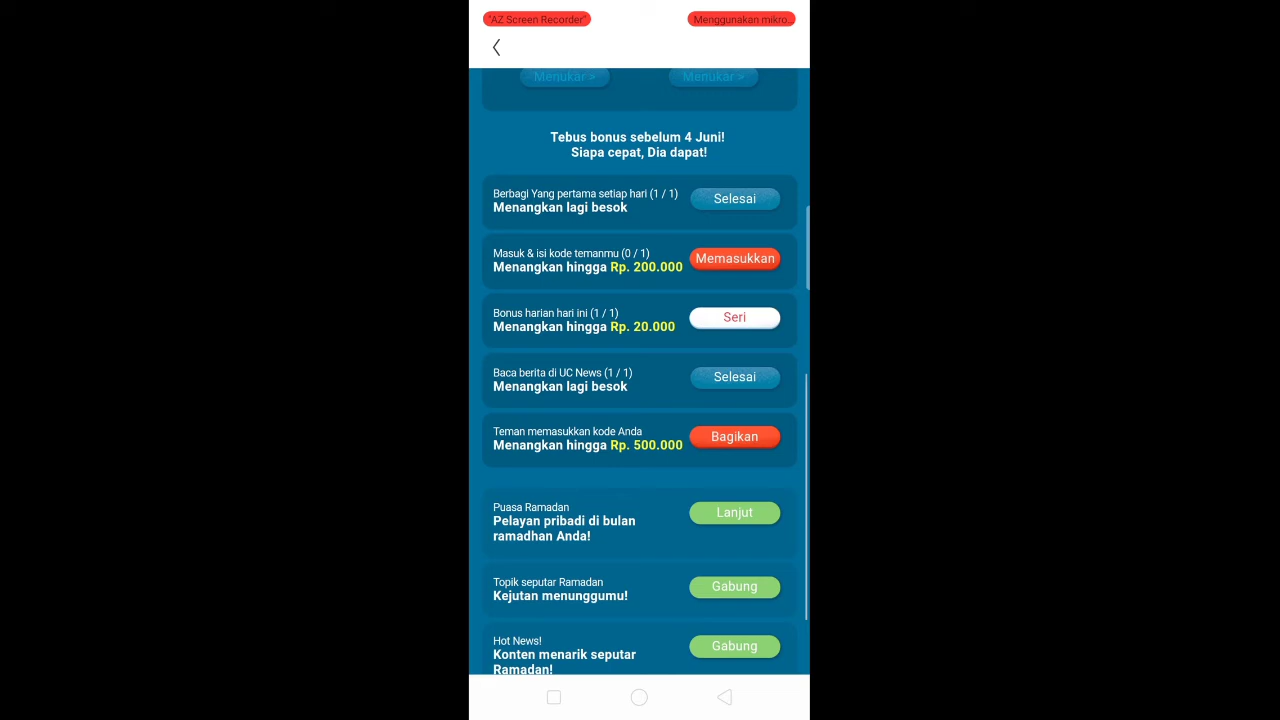 "AZ Screen Recorder"
Menggunakan mikro...
Menukar > Menukar >
Tebus bonus sebelum 4 Juni!
Siapa cepat, Dia dapat!
Berbagi Yang pertama setiap hari (1 / 1)
Menangkan lagi besok
Selesai
Masuk & isi kode temanmu (0 / 1)
Menangkan hingga Rp. 200.000
Memasukkan
Bonus harian hari ini (1 / 1)
Menangkan hingga Rp. 20.000
Seri
Baca berita di UC News (1 / 1)
Menangkan lagi besok
Selesai
Teman memasukkan kode Anda
Menangkan hingga Rp. 500.000
Bagikan
Puasa Ramadan
Pelayan pribadi di bulan
ramadhan Anda!
Lanjut
Topik seputar Ramadan
Kejutan menunggumu!
Gabung
Hot News!
Konten menarik seputar
Ramadan!
Gabung